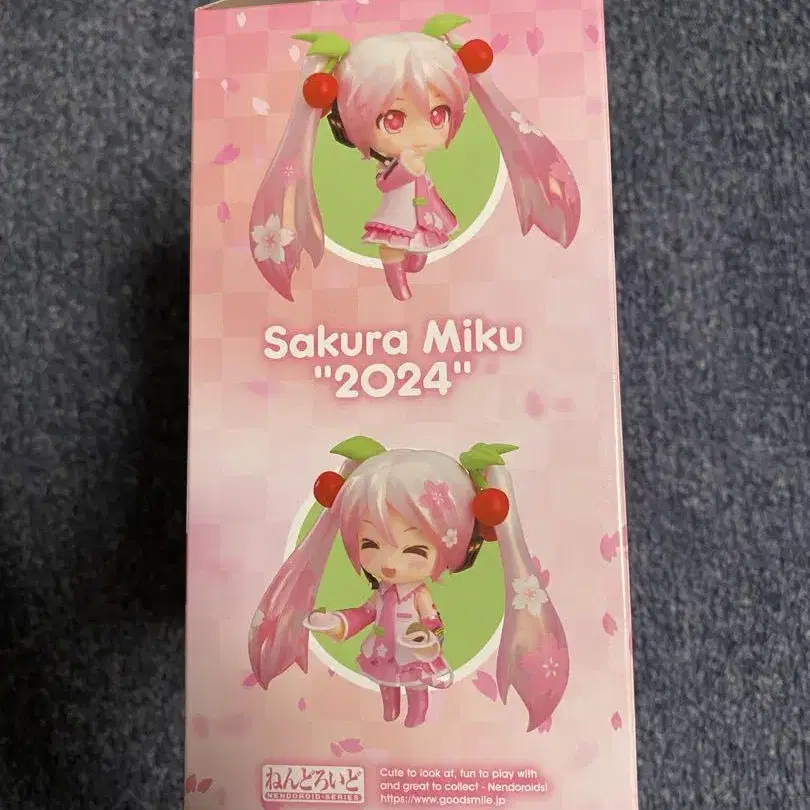 Sakura Miku
"2024"
ねんどろいど
NENDOROID-SERIES
Cute to look at, fun to play with
and great to collect - Nendoroids!
https://www.goodsmile.jp